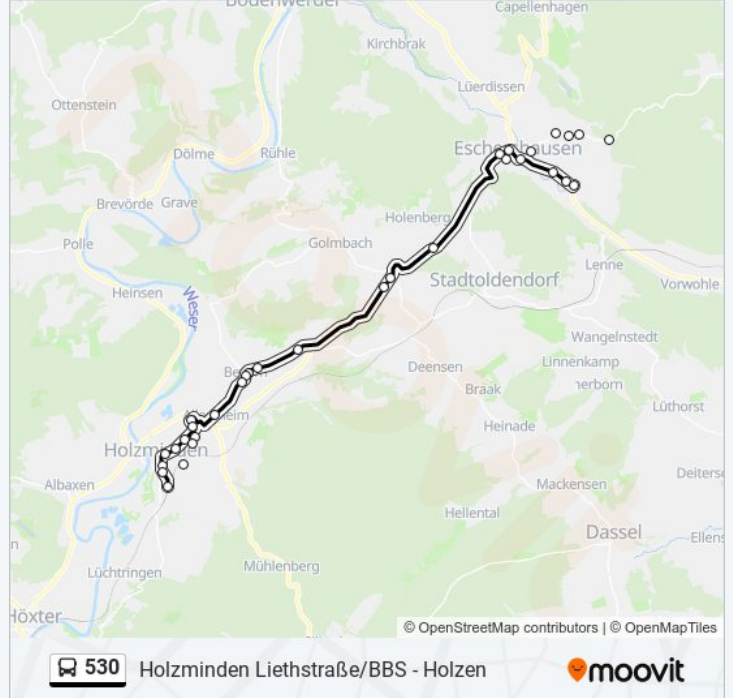 Bodenwerder
Capellenhagen
Kirchbrak
Lüerdissen
Ottenstein
Eschershausen
Dölme
Rühle
Brevörde
Grave
Holenberg
Polle
Golmbach
Lenne
Stadtoldendorf
Vorwohle
Heinsen
Weser
Wangelnstedt
Linnenkamp
Deensen
Braak
Lüthorst
Heinade
Holzminden
Albaxen
Mackensen
Hellental
Dassel
Lüchtringen
Mühlenberg
Höxter
© OpenStreetMap contributors | © OpenMapTiles
530
Holzminden Liethstraße/BBS - Holzen
moovit